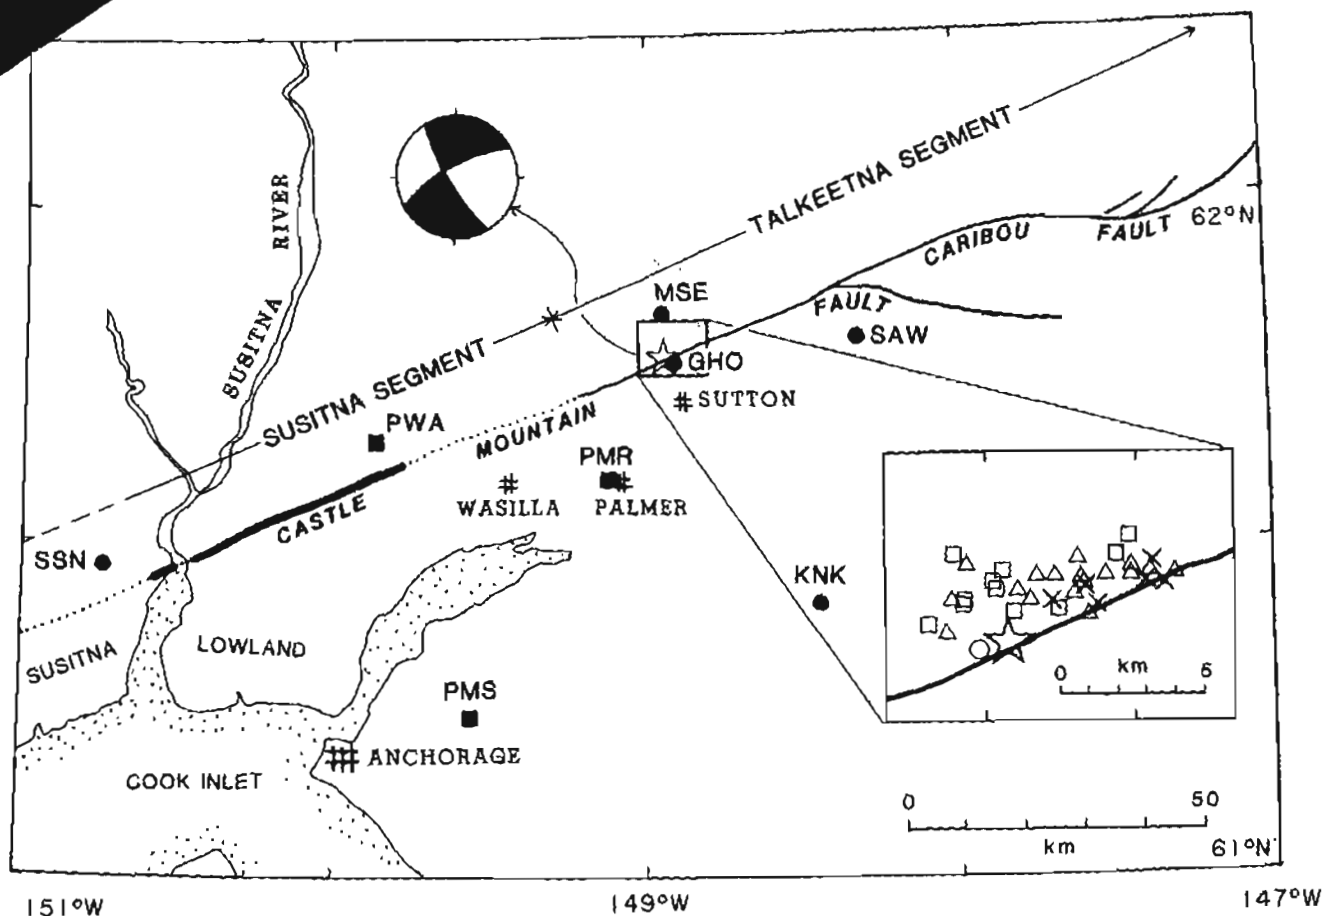 TALKEETNA SEGMENT
62°N
CARIBOU
FAULT
SUSITNA RIVER
MSE
FAULT
SAW
GHO
SUSITNA SEGMENT
SUTTON
PWA
MOUNTAIN
PMR
WASILLA
PALMER
CASTLE
SSN
KNK
SUSITNA
LOWLAND
0 km 5
PMS
ANCHORAGE
COOK INLET
0 50
km
61°N
151°W
149°W
147°W